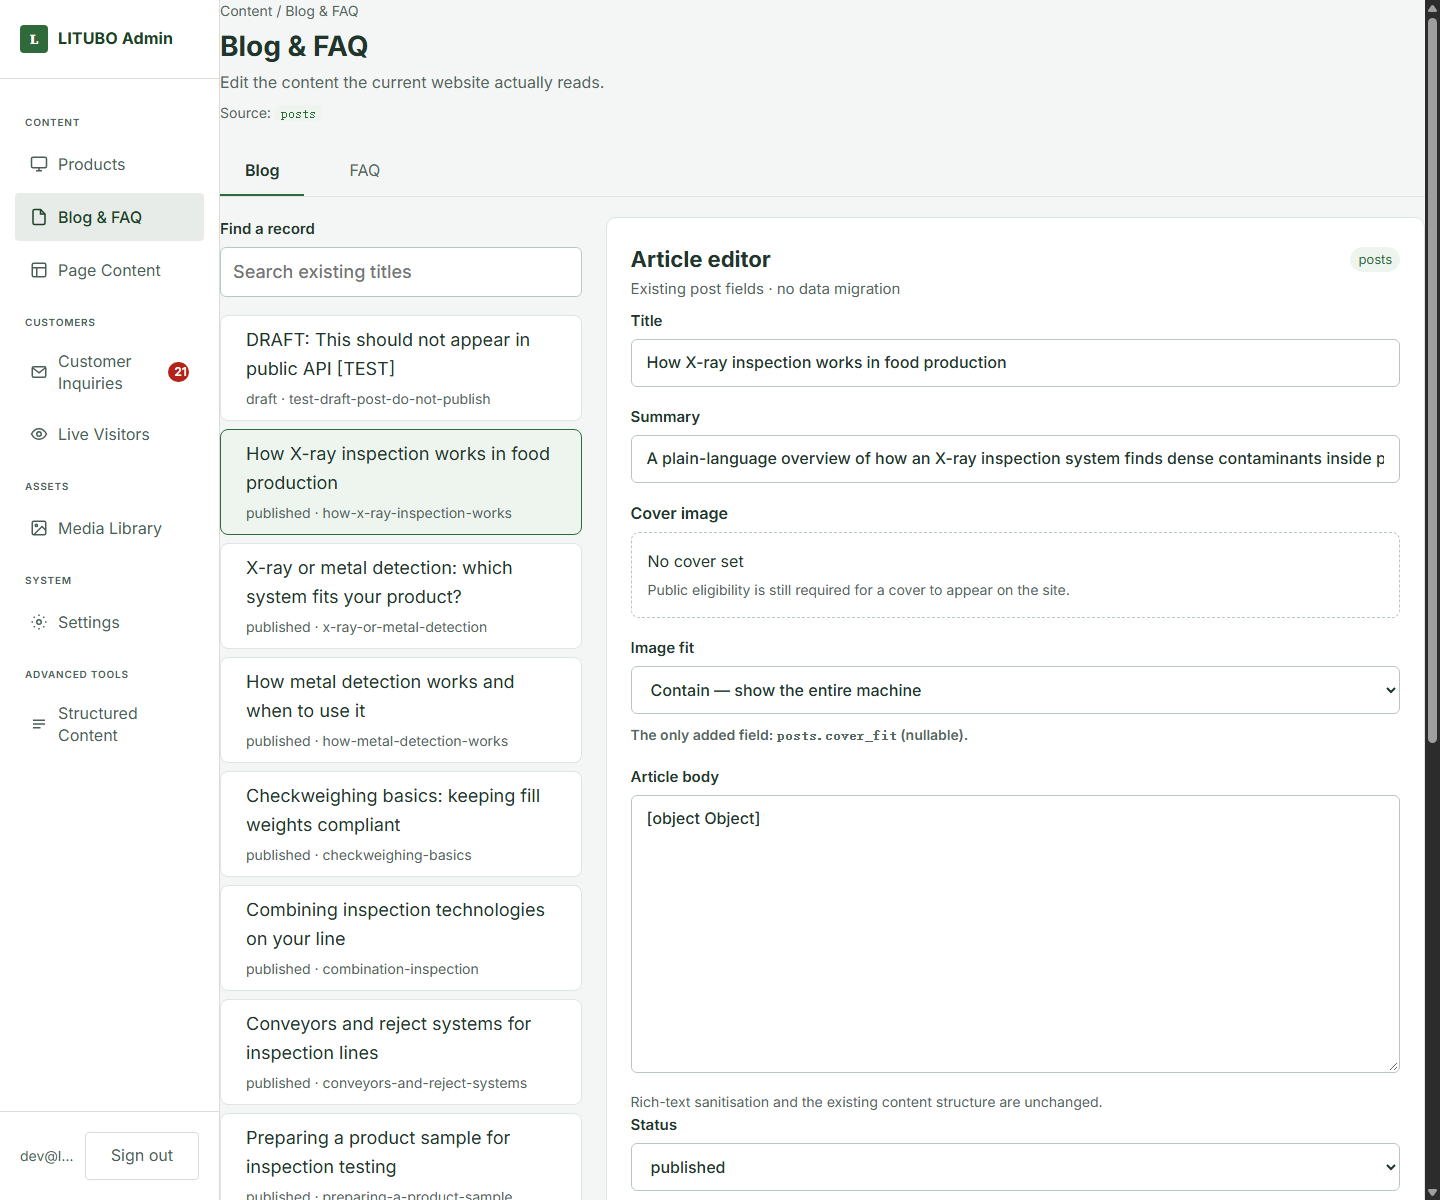 L LITUBO Admin
CONTENT
Products
Blog & FAQ
Page Content
CUSTOMERS
Customer
Inquiries
21
Live Visitors
ASSETS
Media Library
SYSTEM
Settings
ADVANCED TOOLS
Structured
Content
dev@l...
Sign out
Content / Blog & FAQ
Blog & FAQ
Edit the content the current website actually reads.
Source: posts
Blog
FAQ
Find a record
Search existing titles
DRAFT: This should not appear in
public API [TEST]
draft · test-draft-post-do-not-publish
How X-ray inspection works in food
production
published · how-x-ray-inspection-works
X-ray or metal detection: which
system fits your product?
published · x-ray-or-metal-detection
How metal detection works and
when to use it
published · how-metal-detection-works
Checkweighing basics: keeping fill
weights compliant
published · checkweighing-basics
Combining inspection technologies
on your line
published · combination-inspection
Conveyors and reject systems for
inspection lines
published · conveyors-and-reject-systems
Preparing a product sample for
inspection testing
published · preparing-a-product-sample
Article editor
posts
Existing post fields · no data migration
Title
How X-ray inspection works in food production
Summary
A plain-language overview of how an X-ray inspection system finds dense contaminants inside p
Cover image
No cover set
Public eligibility is still required for a cover to appear on the site.
Image fit
Contain — show the entire machine
The only added field: posts.cover_fit (nullable).
Article body
[object Object]
Rich-text sanitisation and the existing content structure are unchanged.
Status
published